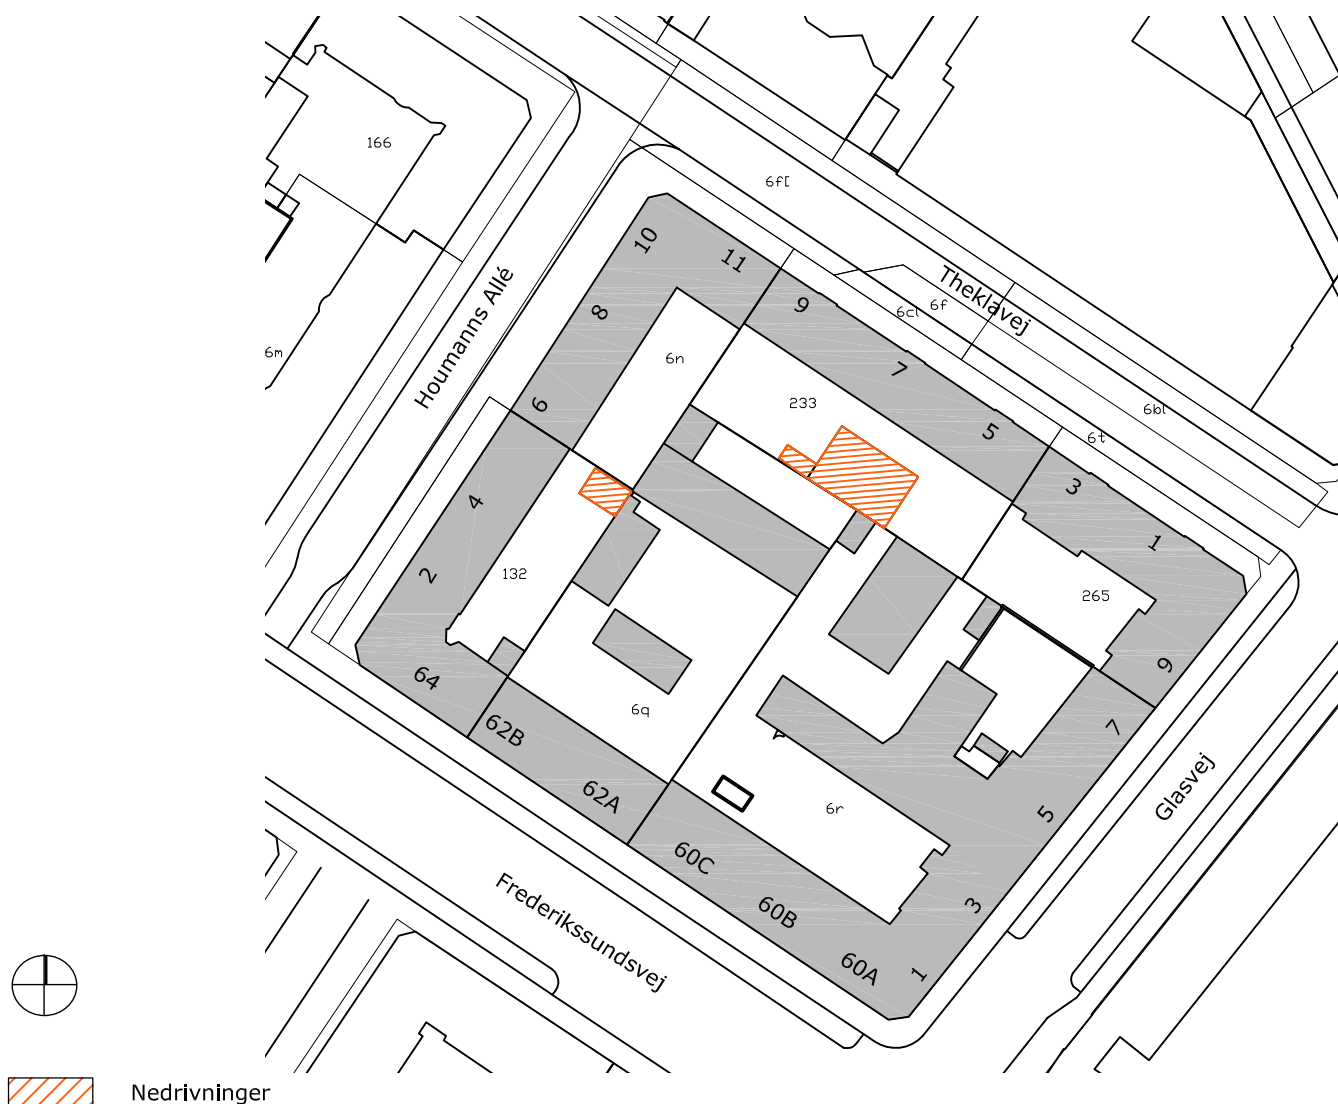 166
6f[
10
11
Theklavej
9
6f
6cl
8
Houmanns Allé
6m
6n
7
233
6
6bl
5
6t
3
4
1
2
132
265
9
64
6q
62B
7
Glasvej
62A
6r
5
60C
Frederikssundsvej
60B
3
60A
1
Nedrivninger